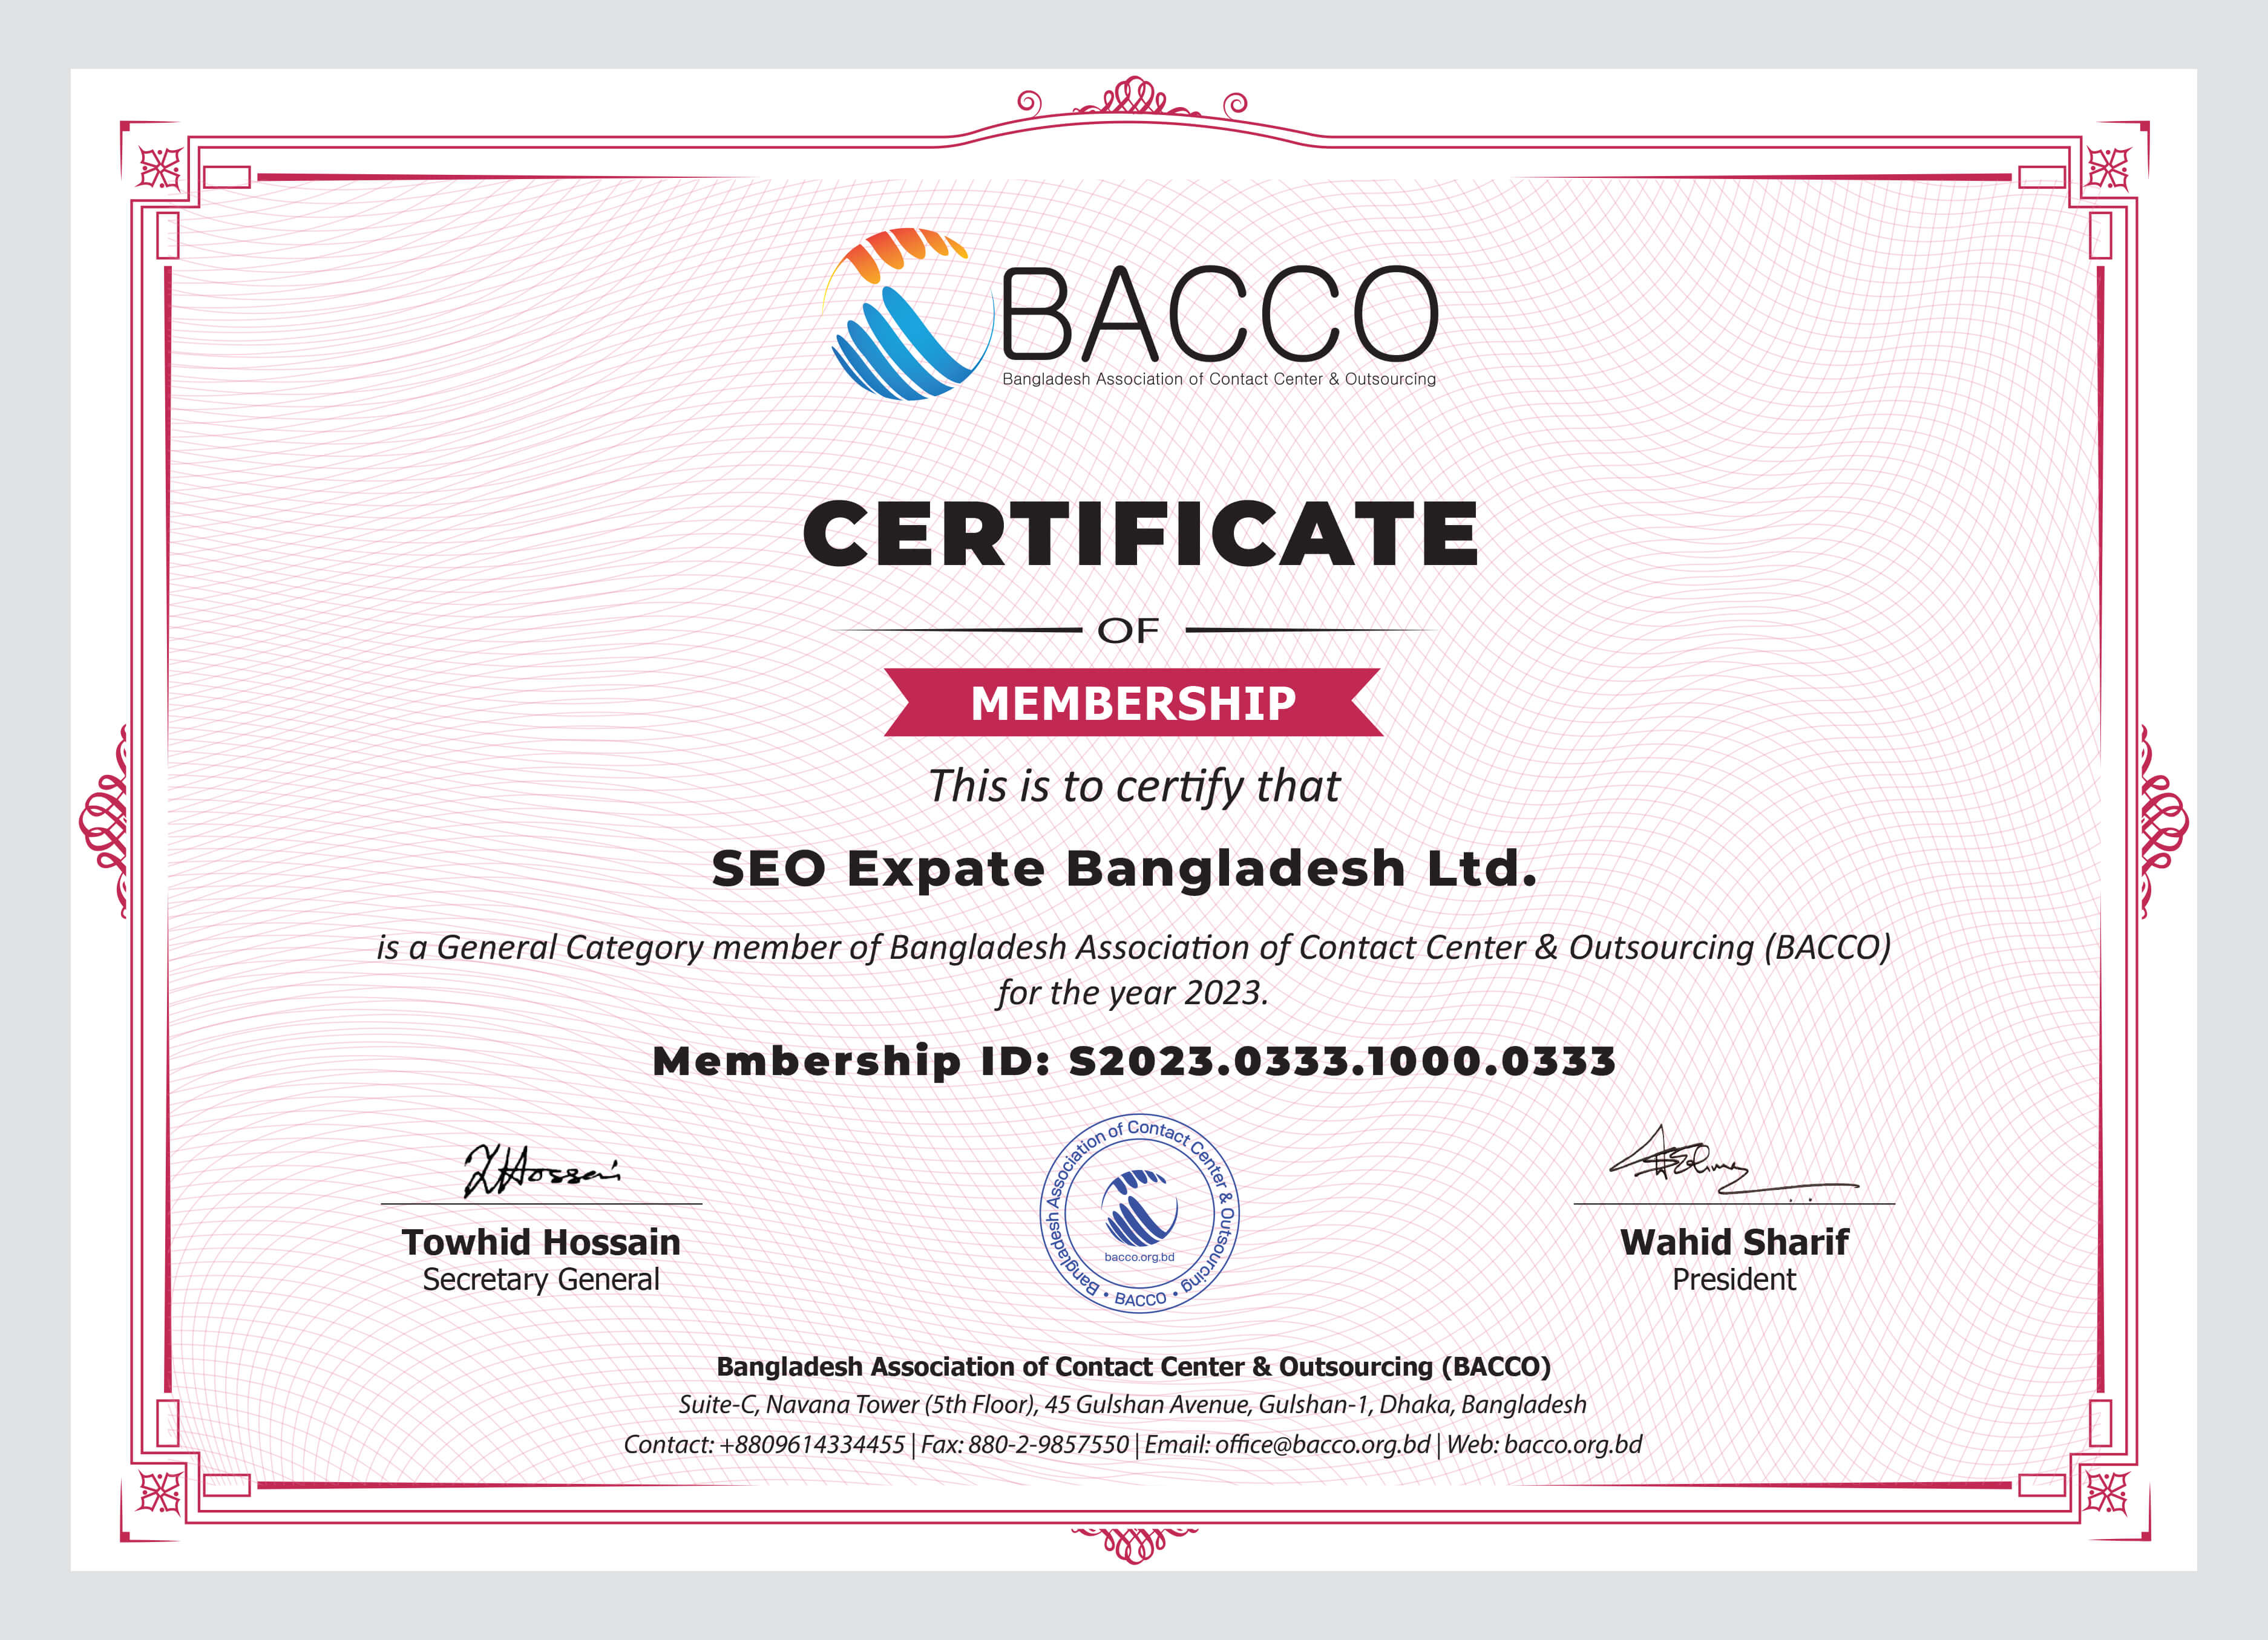 BACCO
Bangladesh Association of Contact Center & Outsourcing
CERTIFICATE
OF
MEMBERSHIP
This is to certify that
SEO Expate Bangladesh Ltd.
is a General Category member of Bangladesh Association of Contact Center & Outsourcing (BACCO)
for the year 2023.
Membership ID: S2023.0333.1000.0333
THossain
Bangladesh Association of Contact Center & Outsourcing
bacco.org.bd
• BACCO •
Towhid Hossain
Secretary General
Wahid Sharif
President
Bangladesh Association of Contact Center & Outsourcing (BACCO)
Suite-C, Navana Tower (5th Floor), 45 Gulshan Avenue, Gulshan-1, Dhaka, Bangladesh
Contact: +8809614334455 | Fax: 880-2-9857550 | Email: office@bacco.org.bd | Web: bacco.org.bd